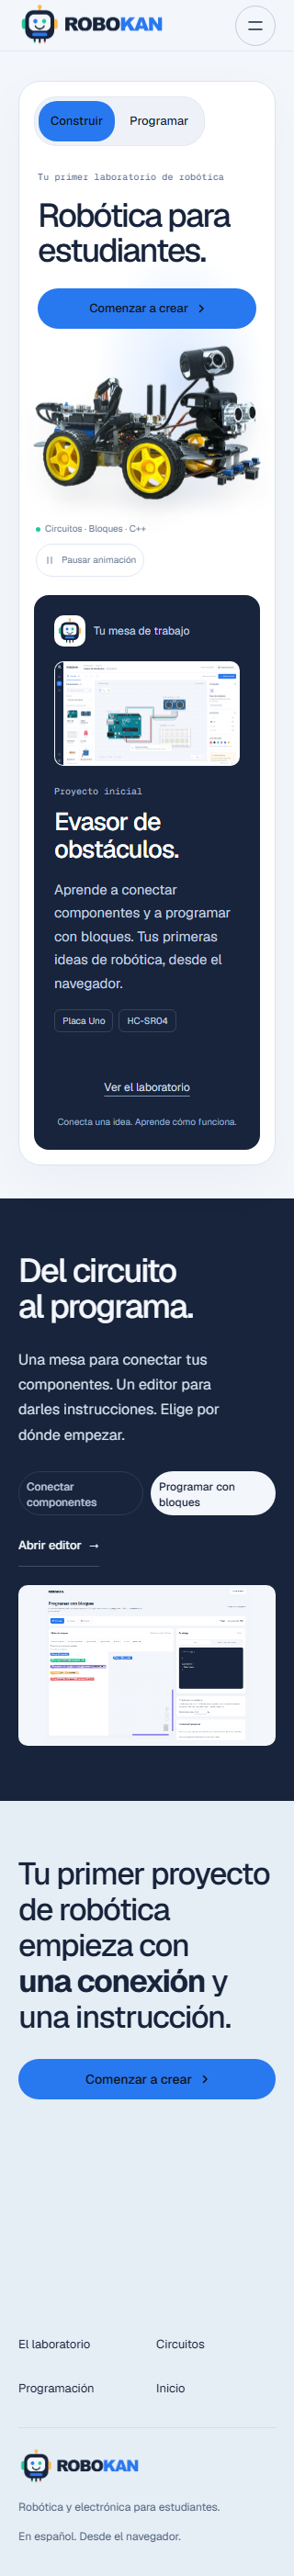 ROBOKAN
Construir
Programar
Tu primer laboratorio de robótica
Robótica para
estudiantes.
Comenzar a crear
Circuitos · Bloques · C++
Pausar animación
Tu mesa de trabajo
Proyecto inicial
Evasor de
obstáculos.
Aprende a conectar
componentes y a programar
con bloques. Tus primeras
ideas de robótica, desde el
navegador.
Placa Uno
HC-SR04
Ver el laboratorio
Conecta una idea. Aprende cómo funciona.
Del circuito
al programa.
Una mesa para conectar tus
componentes. Un editor para
darles instrucciones. Elige por
dónde empezar.
Conectar
componentes
Programar con
bloques
Abrir editor →
Programar con bloques
Tu primer proyecto
de robótica
empieza con
una conexión y
una instrucción.
Comenzar a crear
El laboratorio
Circuitos
Programación
Inicio
ROBOKAN
Robótica y electrónica para estudiantes.
En español. Desde el navegador.